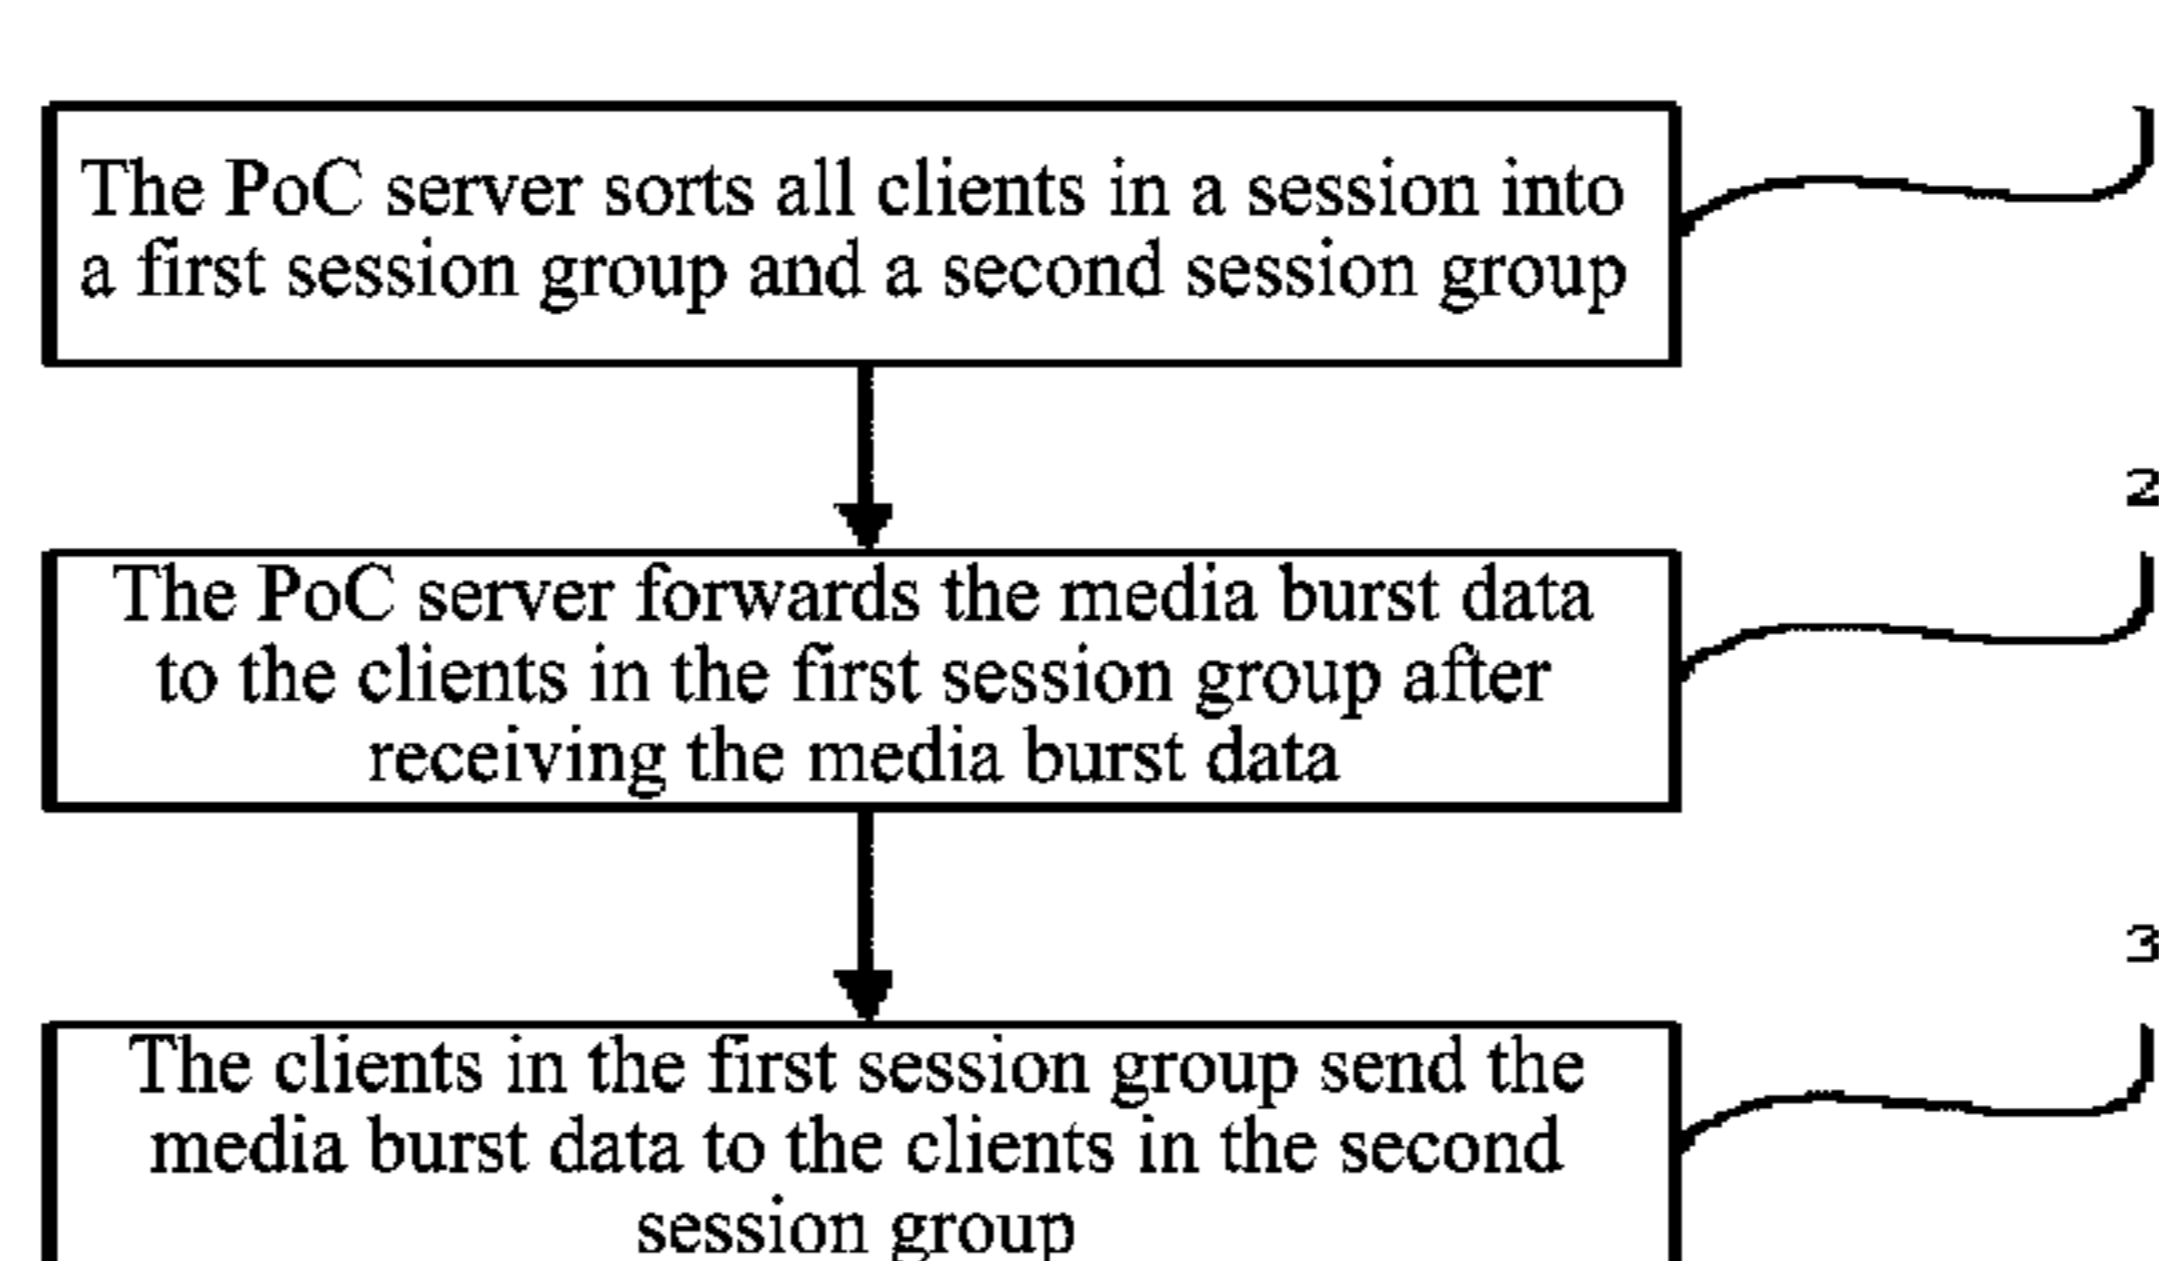 The PoC server sorts all clients in a session into
a first session group and a second session group
2
The PoC server forwards the media burst data
to the clients in the first session group after
receiving the media burst data
3
The clients in the first session group send the
media burst data to the clients in the second
session group